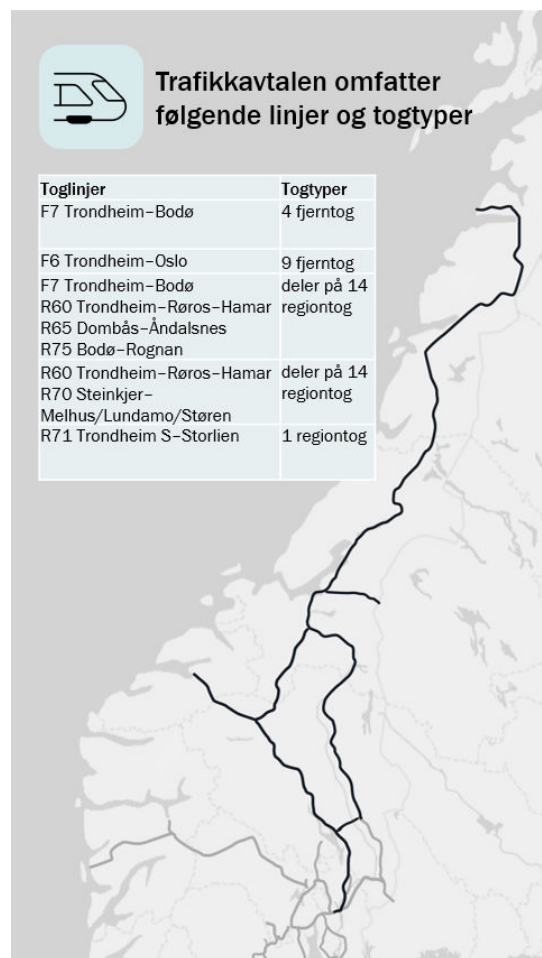 Trafikkavtalen omfatter
følgende linjer og togtyper
Toglinjer Togtyper
F7 Trondheim–Bodø 4 fjerntog
F6 Trondheim–Oslo 9 fjerntog
F7 Trondheim–Bodø deler på 14
R60 Trondheim–Røros–Hamar regiontog
R65 Dombås–Åndalsnes
R75 Bodø–Rognan
R60 Trondheim–Røros–Hamar deler på 14
R70 Steinkjer– regiontog
Melhus/Lundamo/Støren
R71 Trondheim S–Storlien 1 regiontog